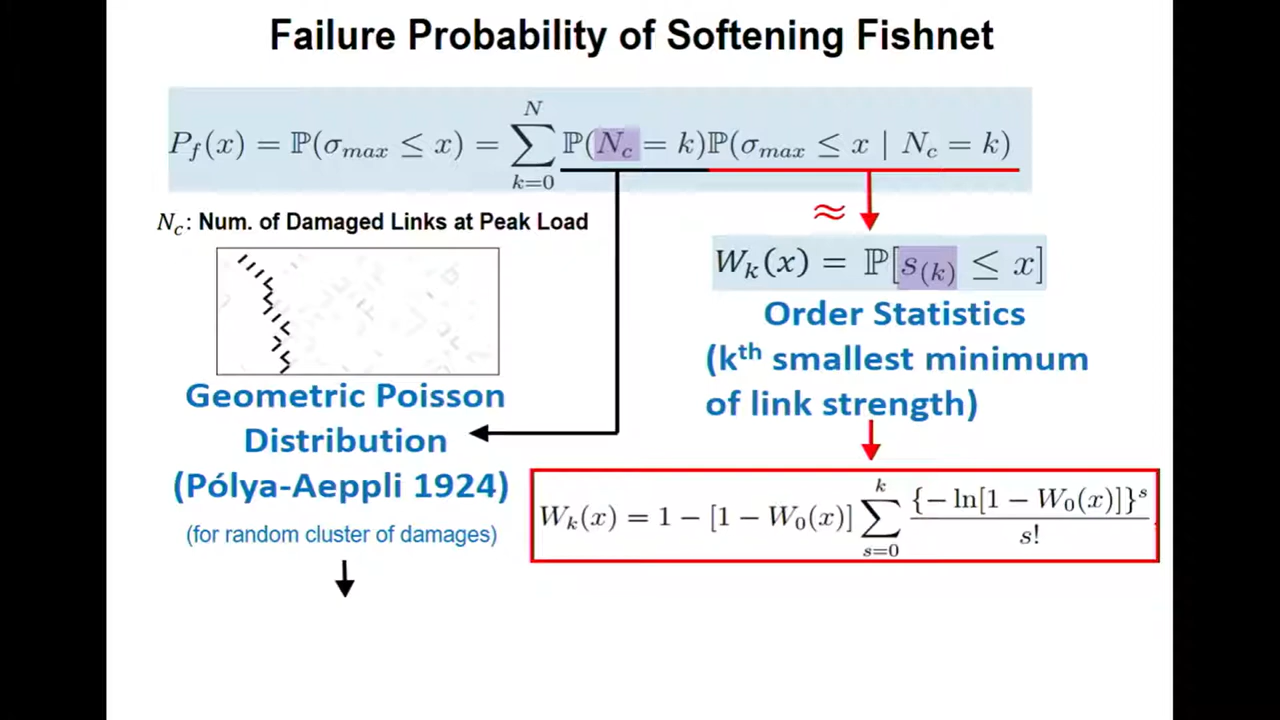 Failure Probability of Softening Fishnet
P_f(x) = ℙ(σ_max ≤ x) = ∑_{k=0}^{N} ℙ(N_c = k)ℙ(σ_max ≤ x | N_c = k)
N_c: Num. of Damaged Links at Peak Load
≈
W_k(x) = ℙ[s_(k) ≤ x]
Order Statistics
(k^th smallest minimum
of link strength)
Geometric Poisson
Distribution
(Pólya-Aeppli 1924)
(for random cluster of damages)
W_k(x) = 1 − [1 − W_0(x)] ∑_{s=0}^{k} {− ln[1 − W_0(x)]}^s / s!